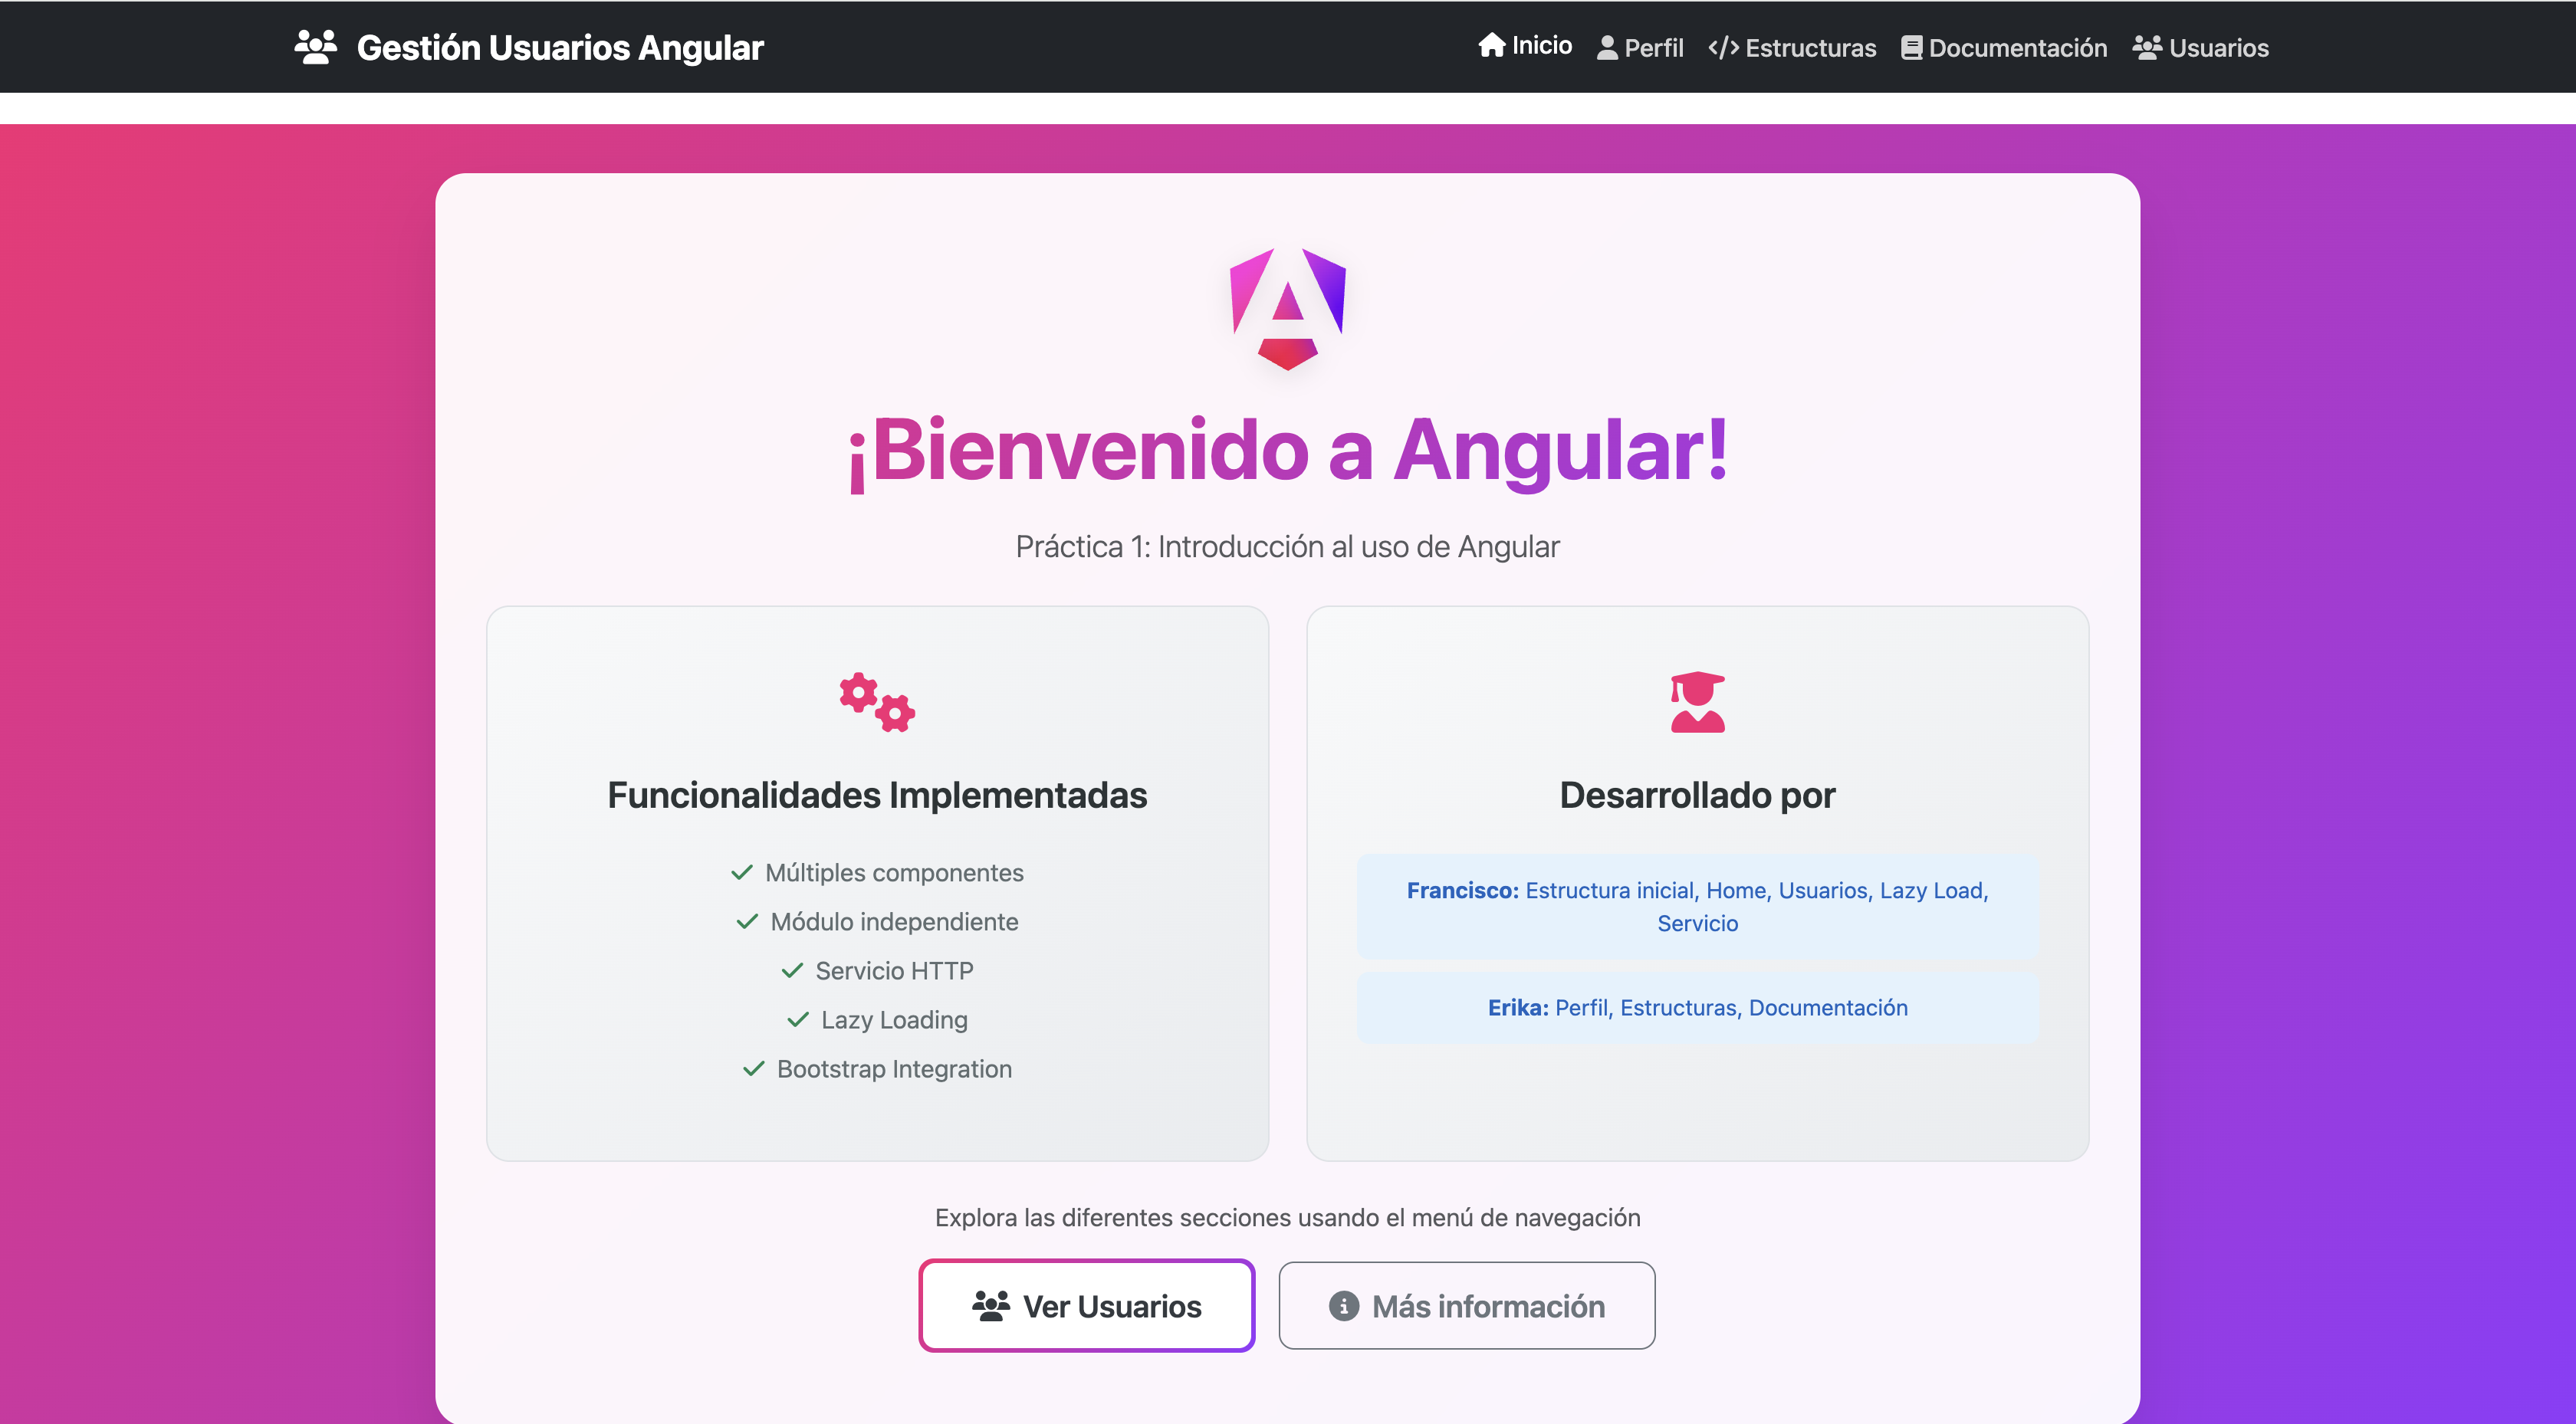 Gestión Usuarios Angular
Inicio Perfil Estructuras Documentación Usuarios
¡Bienvenido a Angular!
Práctica 1: Introducción al uso de Angular
Funcionalidades Implementadas
Múltiples componentes
Módulo independiente
Servicio HTTP
Lazy Loading
Bootstrap Integration
Desarrollado por
Francisco: Estructura inicial, Home, Usuarios, Lazy Load,
Servicio
Erika: Perfil, Estructuras, Documentación
Explora las diferentes secciones usando el menú de navegación
Ver Usuarios
Más información